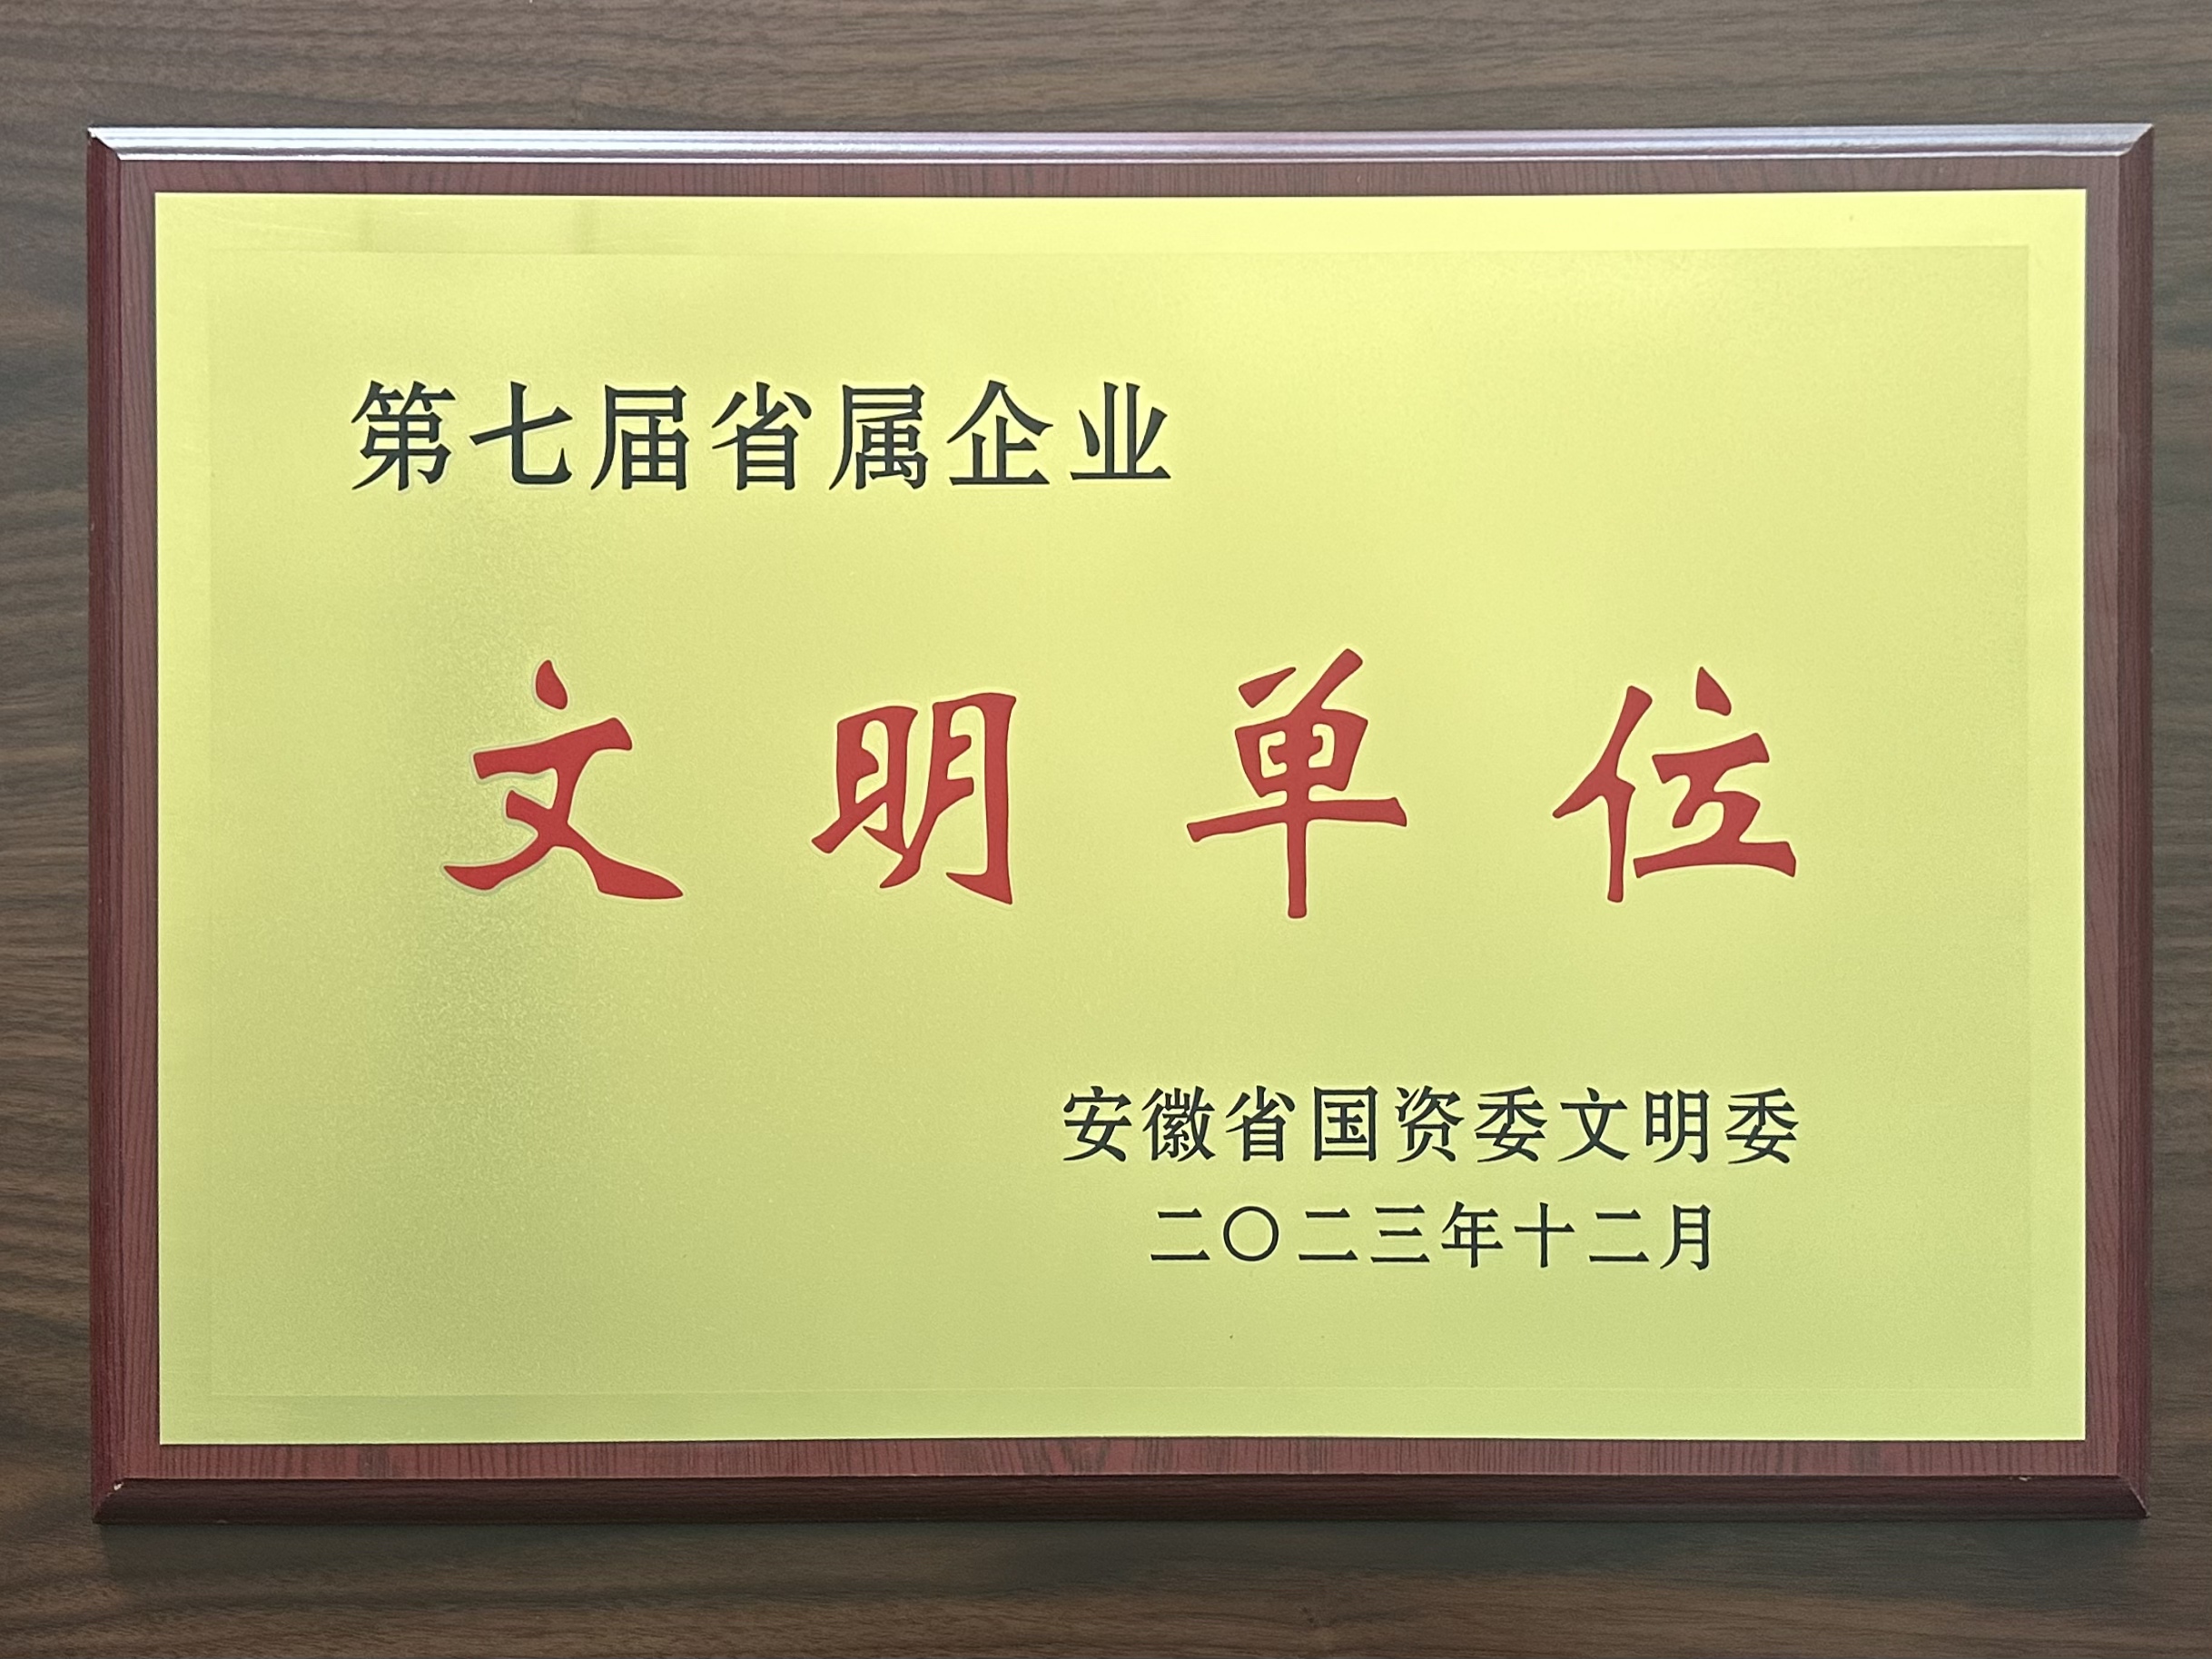 第七届省属企业
文明单位
安徽省国资委文明委
二〇二三年十二月